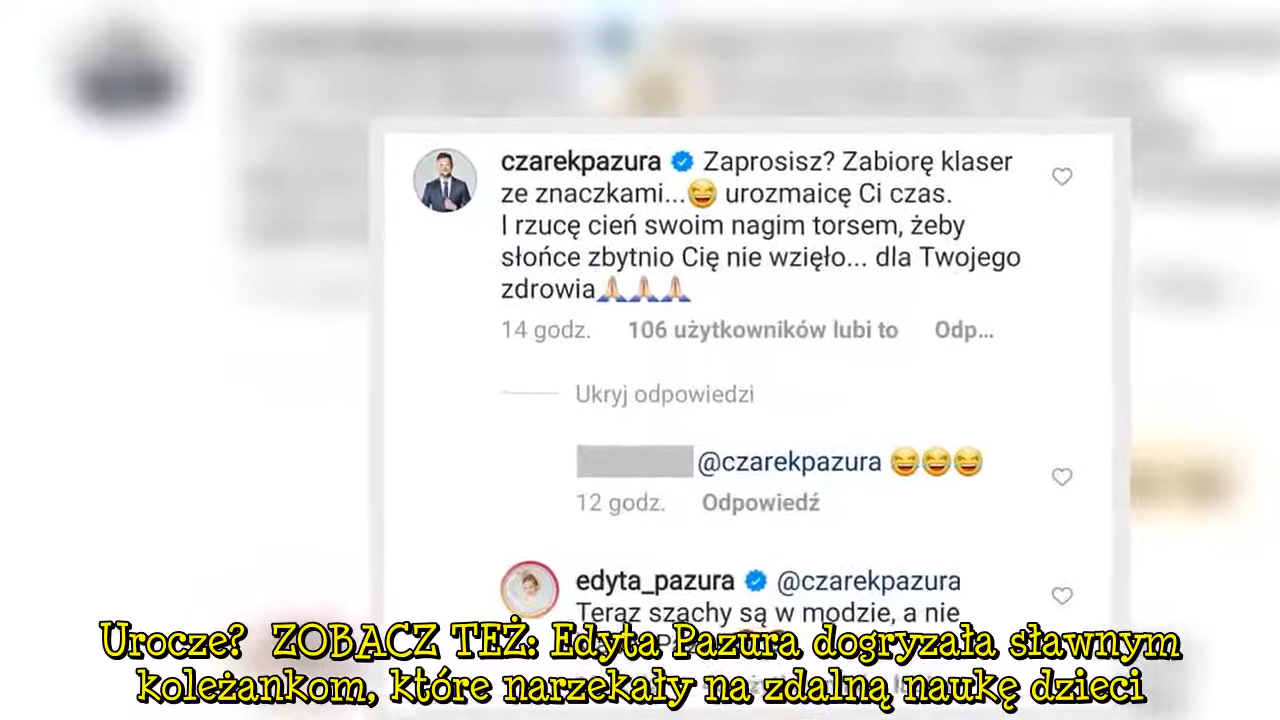 czarekpazura Zaprosisz? Zabiorę klaser
ze znaczkami...😂 urozmaicę Ci czas.
I rzucę cień swoim nagim torsem, żeby
słońce zbytnio Cię nie wzięło... dla Twojego
zdrowia🙏🙏🙏
14 godz. 106 użytkowników lubi to Odp...
Ukryj odpowiedzi
@czarekpazura 😂😂😂
12 godz. Odpowiedź
edyta_pazura @czarekpazura
Teraz szachy są w modzie, a nie
Urocze? ZOBACZ TEŻ: Edyta Pazura dogryzała sławnym
koleżankom, które narzekały na zdalną naukę dzieci